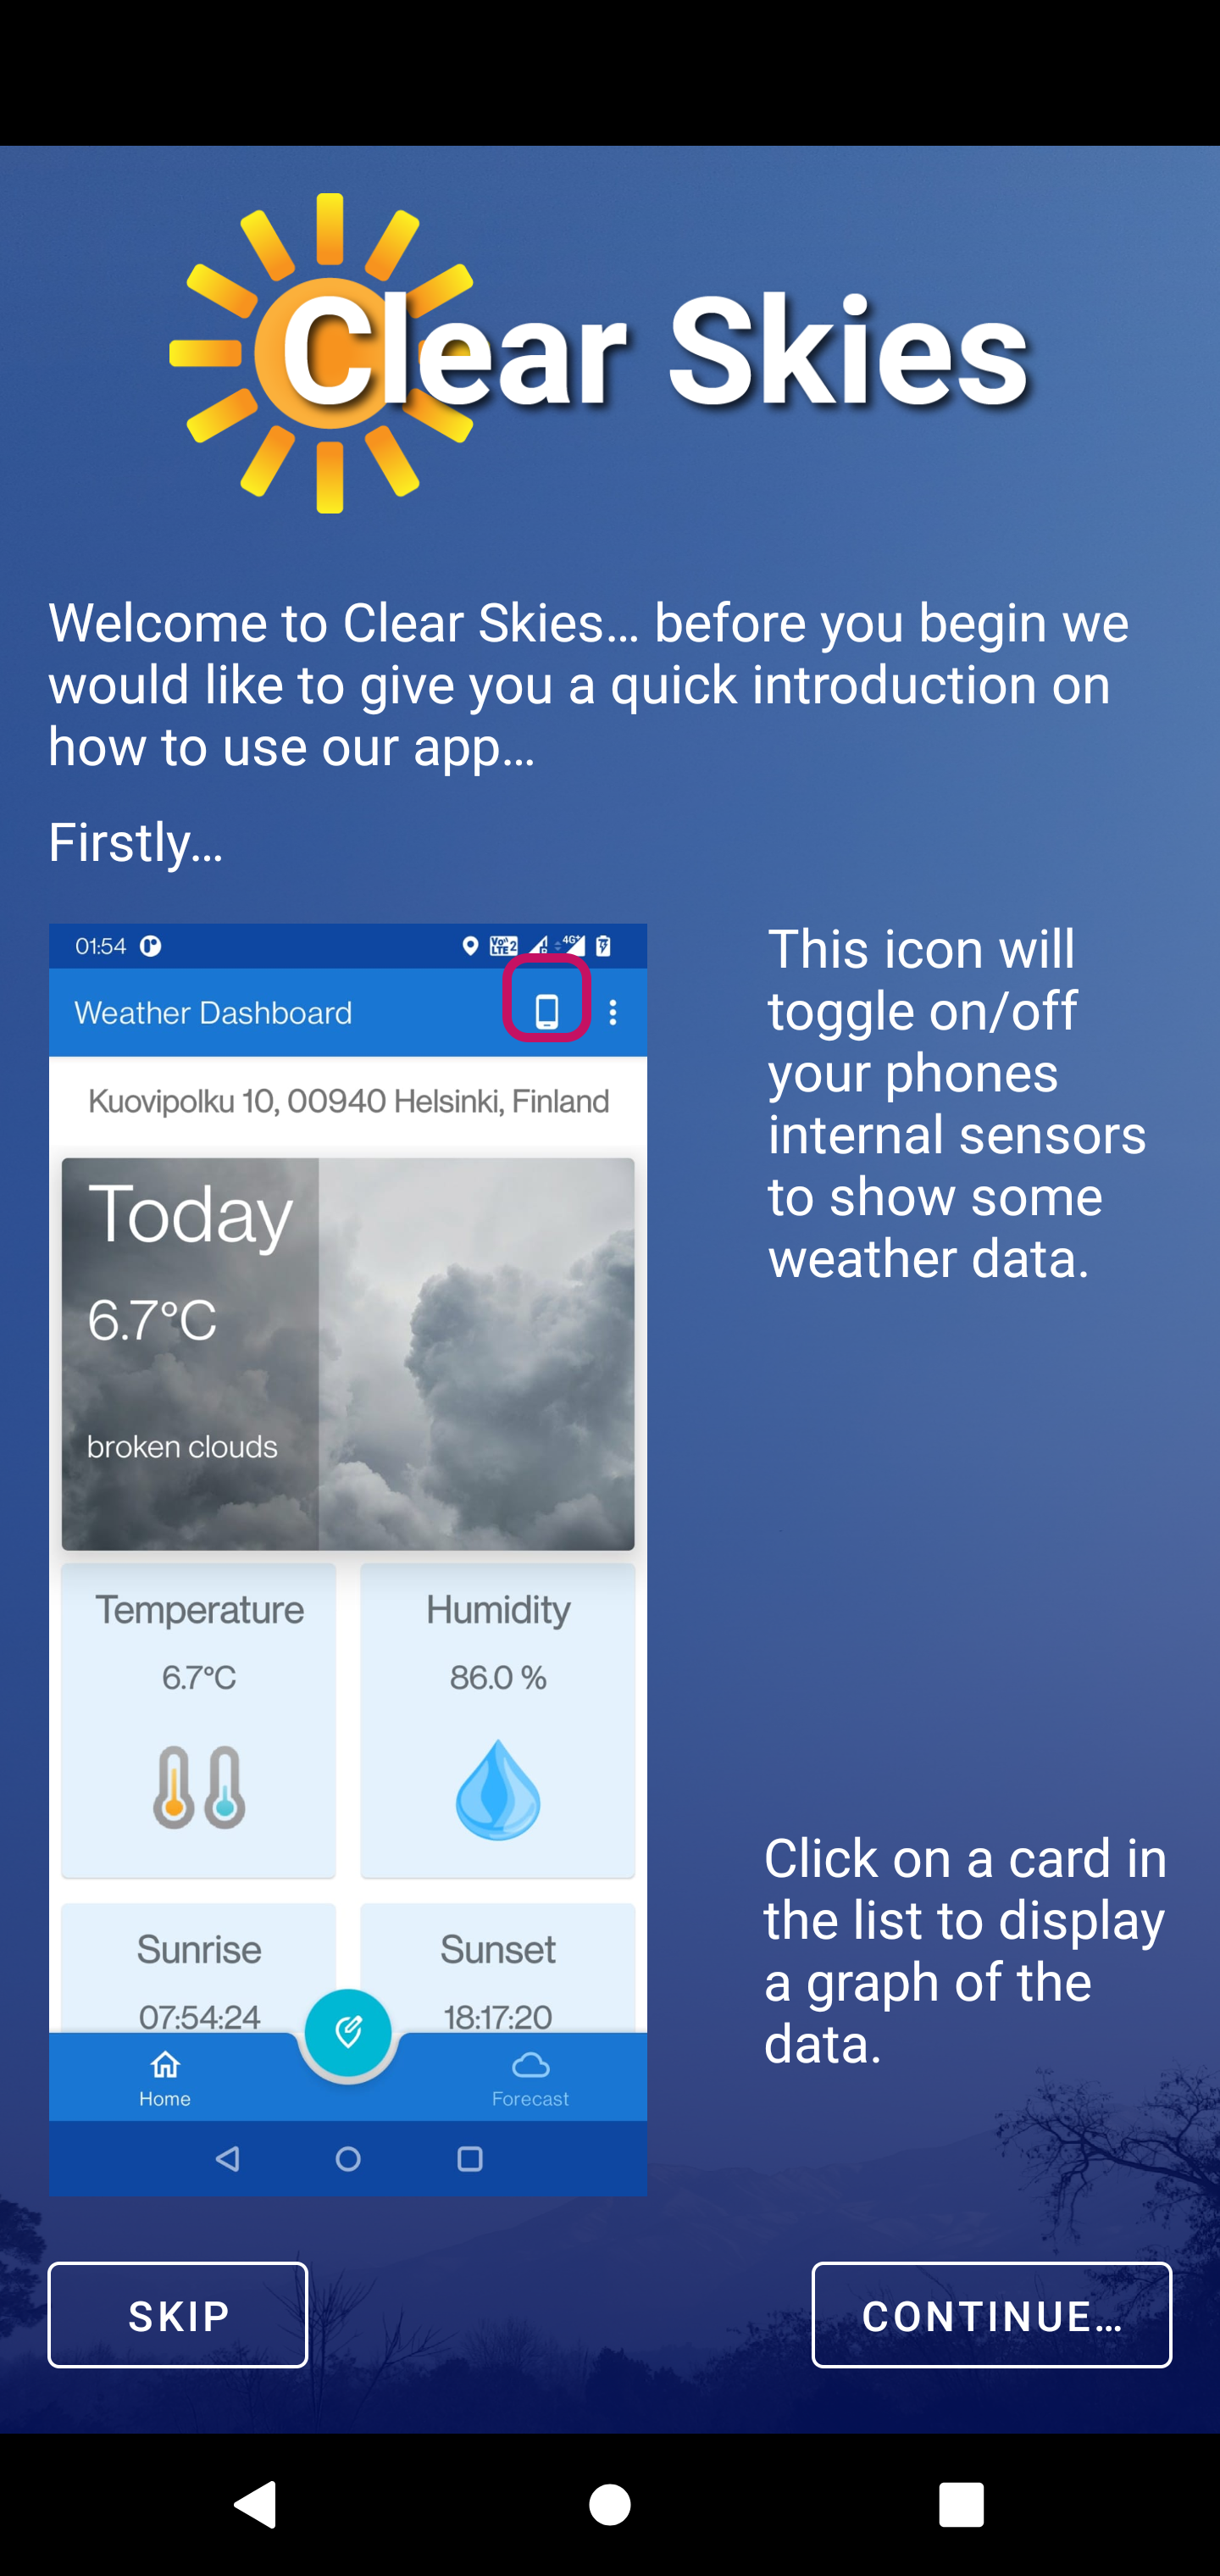 Clear Skies
Welcome to Clear Skies... before you begin we
would like to give you a quick introduction on
how to use our app...
Firstly...
01:54
VoLTE2 R 4G+
Weather Dashboard
Kuovipolku 10, 00940 Helsinki, Finland
Today
6.7°C
broken clouds
Temperature
6.7°C
Humidity
86.0 %
Sunrise
07:54:24
Sunset
18:17:20
Home
Forecast
This icon will
toggle on/off
your phones
internal sensors
to show some
weather data.
Click on a card in
the list to display
a graph of the
data.
SKIP
CONTINUE...